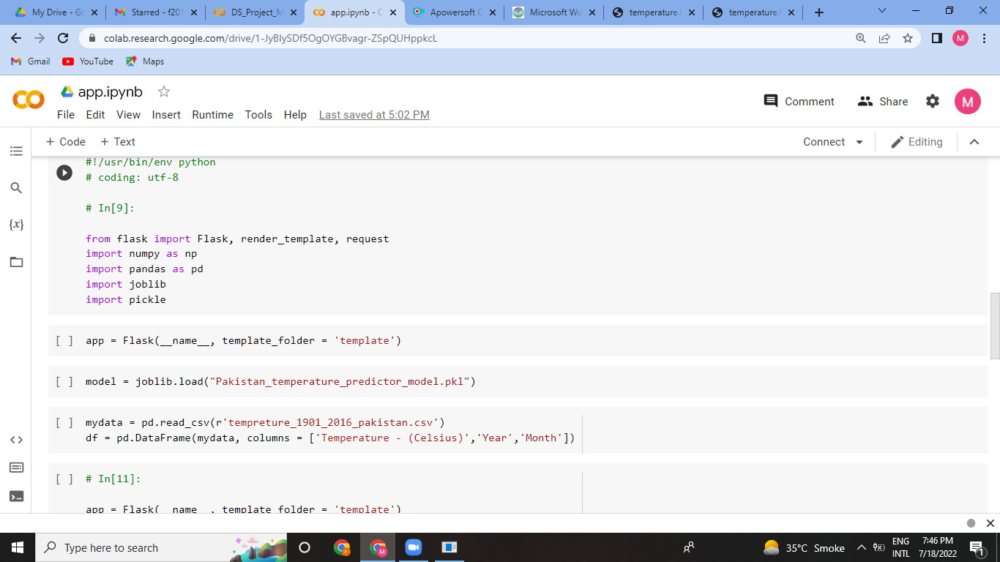 My Drive - Go
Starred - f201
DS_Project_M
app.ipynb - C
Apowersoft C
Microsoft Wo
temperature.
temperature.
colab.research.google.com/drive/1-JyBlySDf5OgOYGBvagr-ZSpQUHppkcL
M
Gmail
YouTube
Maps
app.ipynb
Comment
Share
M
File Edit View Insert Runtime Tools Help Last saved at 5:02 PM
+ Code + Text
Connect
Editing
#!/usr/bin/env python
# coding: utf-8
# In[9]:
{x}
from flask import Flask, render_template, request
import numpy as np
import pandas as pd
import joblib
import pickle
[ ] app = Flask(__name__, template_folder = 'template')
[ ] model = joblib.load("Pakistan_temperature_predictor_model.pkl")
[ ] mydata = pd.read_csv(r'tempreture_1901_2016_pakistan.csv')
df = pd.DataFrame(mydata, columns = ['Temperature - (Celsius)','Year','Month'])
[ ] # In[11]:
app = Flask(__name__, template_folder = 'template')
Type here to search
F
M
35°C Smoke
ENG
INTL
7:46 PM
7/18/2022
1